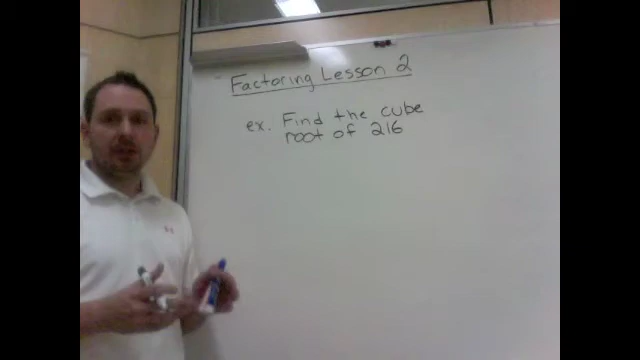 Factoring Lesson 2
ex. Find the cube
root of 216